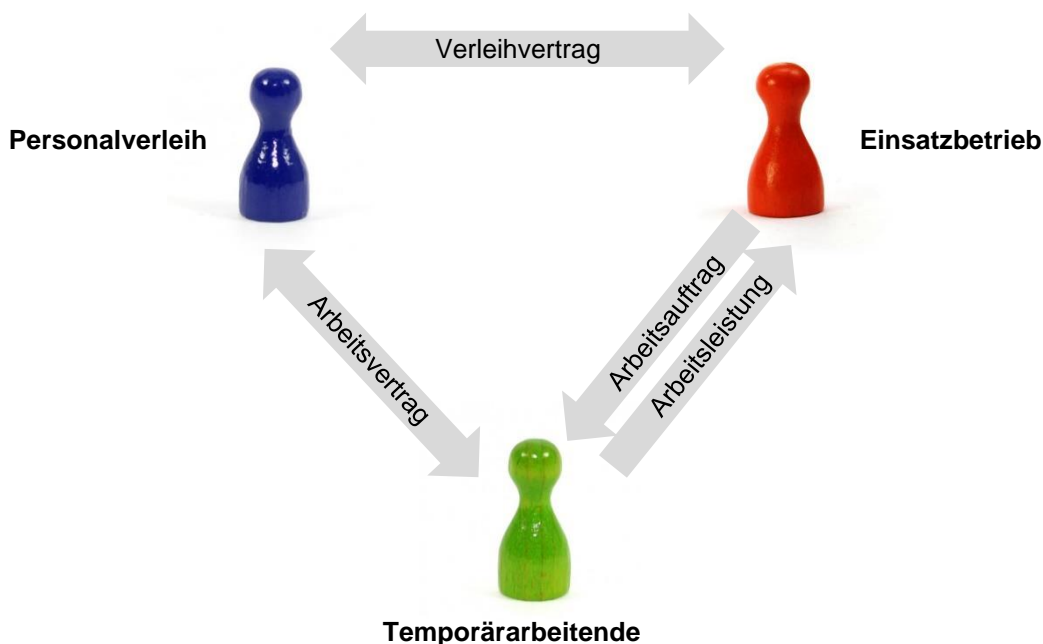 Verleihvertrag
Personalverleih
Einsatzbetrieb
Arbeitsvertrag
Arbeitsauftrag
Arbeitsleistung
Temporärarbeitende